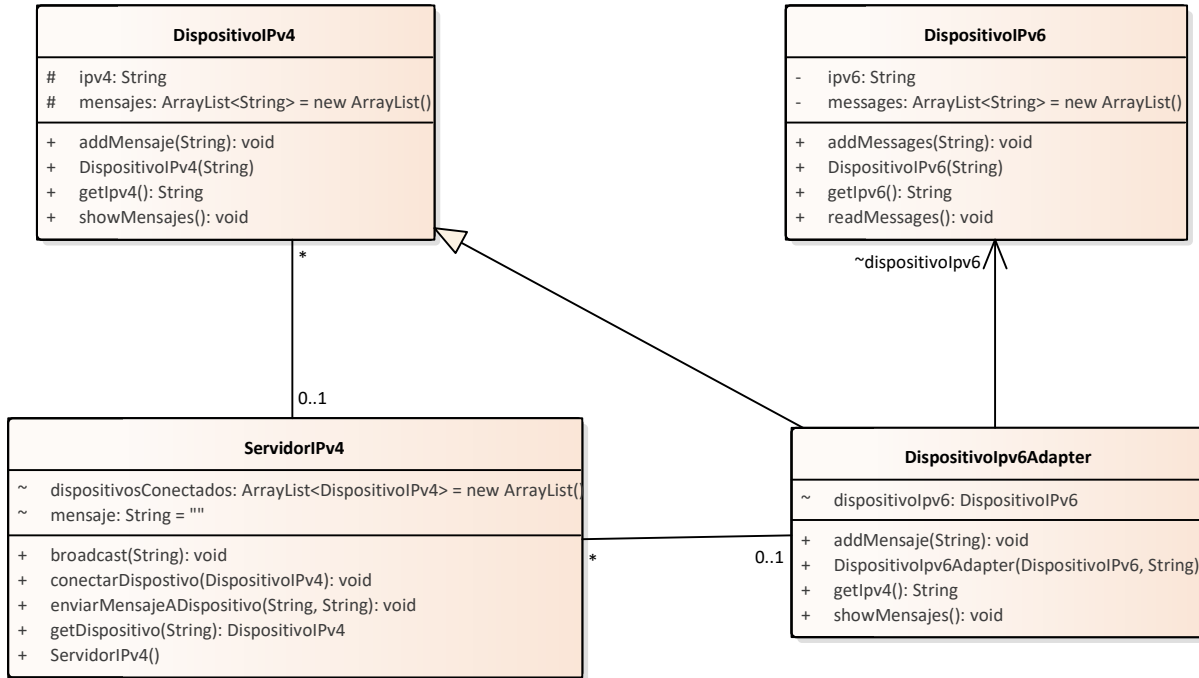 DispositivoIPv4
# ipv4: String
# mensajes: ArrayList<String> = new ArrayList()
+ addMensaje(String): void
+ DispositivoIPv4(String)
+ getIpv4(): String
+ showMensajes(): void
DispositivoIPv6
- ipv6: String
- messages: ArrayList<String> = new ArrayList()
+ addMessages(String): void
+ DispositivoIPv6(String)
+ getIpv6(): String
+ readMessages(): void
*
~dispositivoIpv6
0..1
ServidorIPv4
~ dispositivosConectados: ArrayList<DispositivoIPv4> = new ArrayList()
~ mensaje: String = ""
+ broadcast(String): void
+ conectarDispostivo(DispositivoIPv4): void
+ enviarMensajeADispositivo(String, String): void
+ getDispositivo(String): DispositivoIPv4
+ ServidorIPv4()
*
0..1
DispositivoIpv6Adapter
~ dispositivoIpv6: DispositivoIPv6
+ addMensaje(String): void
+ DispositivoIpv6Adapter(DispositivoIPv6, String)
+ getIpv4(): String
+ showMensajes(): void